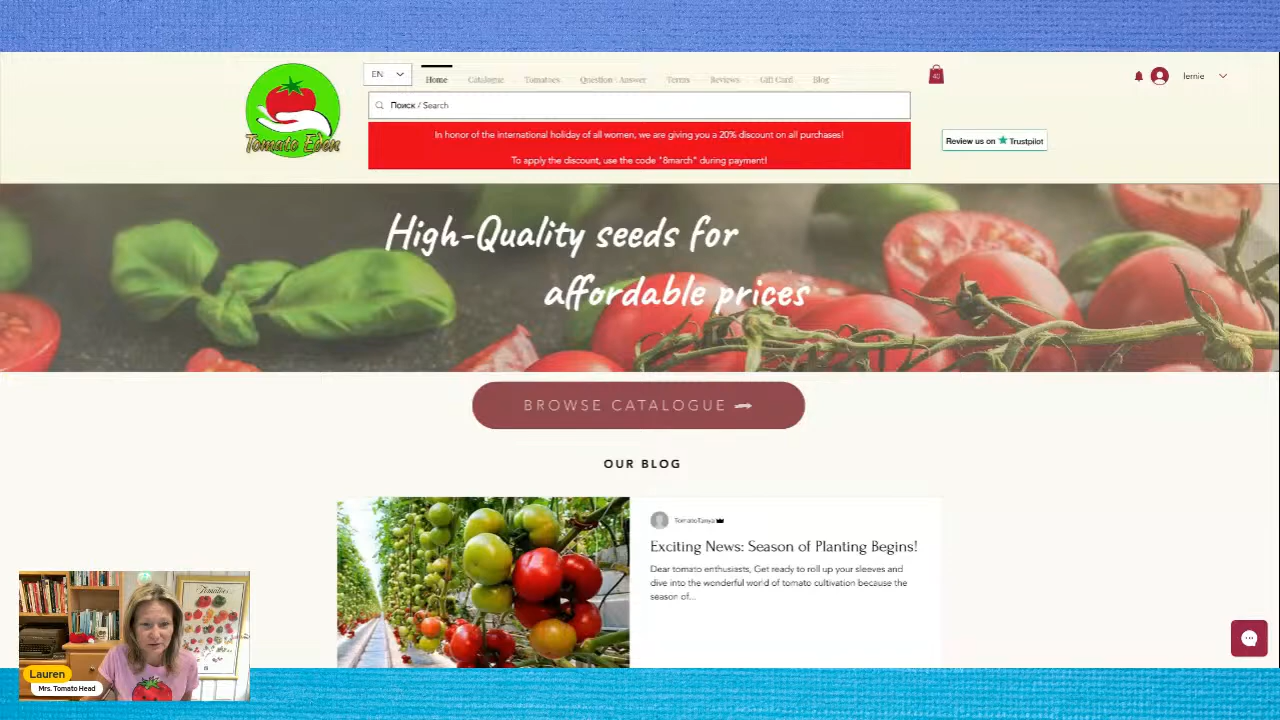 EN
Home
Catalogue
Tomatoes
Question / Answer
Terms
Reviews
Gift Card
Blog
40
lernie
Поиск / Search
In honor of the international holiday of all women, we are giving you a 20% discount on all purchases!
To apply the discount, use the code "8march" during payment!
Review us on Trustpilot
Tomato Eden
High-Quality seeds for
affordable prices
BROWSE CATALOGUE
OUR BLOG
TomatoTanya
Exciting News: Season of Planting Begins!
Dear tomato enthusiasts, Get ready to roll up your sleeves and
dive into the wonderful world of tomato cultivation because the
season of...
Tomatoes
Lauren
Mrs. Tomato Head